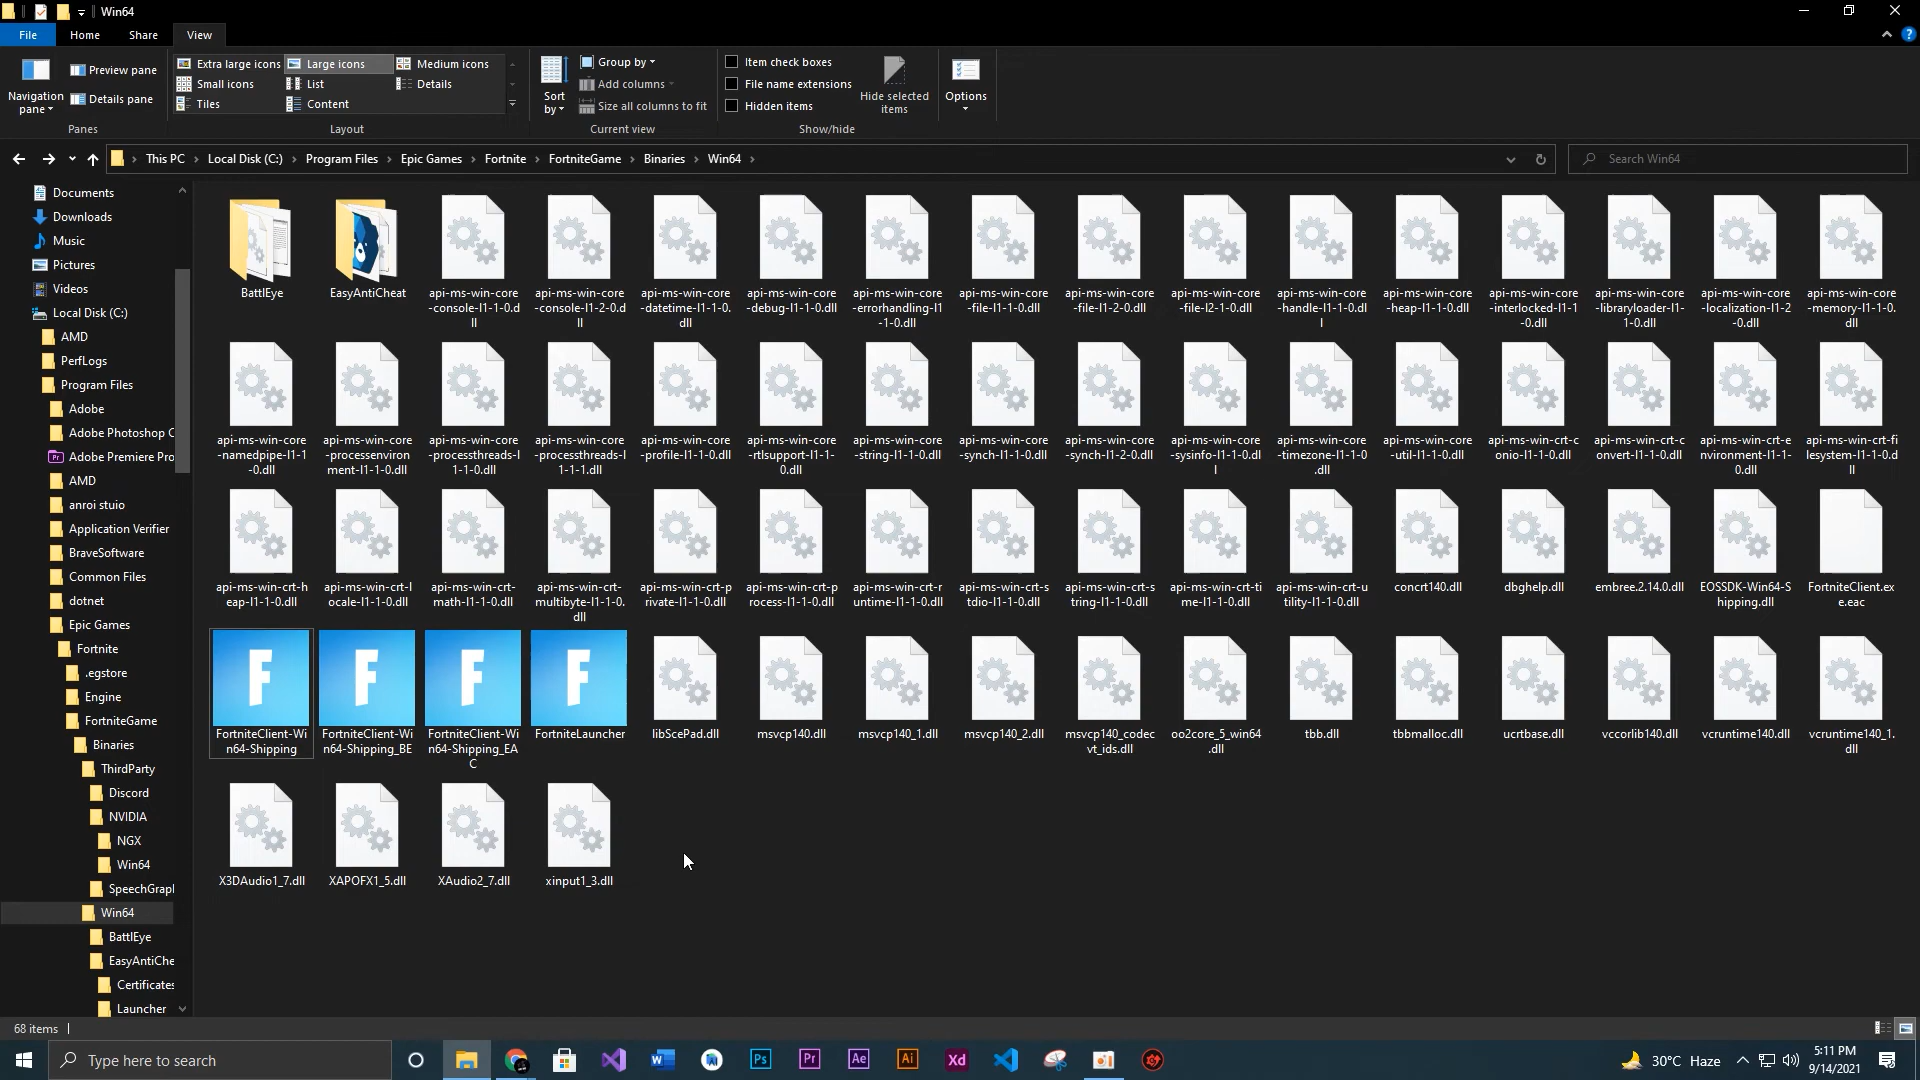 Win64
File Home Share View
Navigation pane
Preview pane
Details pane
Panes
Extra large icons Large icons Medium icons
Small icons List Details
Tiles Content
Layout
Sort by
Group by
Add columns
Size all columns to fit
Current view
Item check boxes
File name extensions
Hidden items
Hide selected items
Show/hide
Options
This PC Local Disk (C:) Program Files Epic Games Fortnite FortniteGame Binaries Win64
Search Win64
Documents
Downloads
Music
Pictures
Videos
Local Disk (C:)
AMD
PerfLogs
Program Files
Adobe
Adobe Photoshop C
Adobe Premiere Pro
AMD
anroi stuio
Application Verifier
BraveSoftware
Common Files
dotnet
Epic Games
Fortnite
.egstore
Engine
FortniteGame
Binaries
ThirdParty
Discord
NVIDIA
NGX
Win64
SpeechGrapl
Win64
BattlEye
EasyAntiChe
Certificates
Launcher
BattlEye
EasyAntiCheat
api-ms-win-core-console-l1-1-0.dll
api-ms-win-core-console-l1-2-0.dll
api-ms-win-core-datetime-l1-1-0.dll
api-ms-win-core-debug-l1-1-0.dll
api-ms-win-core-errorhandling-l1-1-0.dll
api-ms-win-core-file-l1-1-0.dll
api-ms-win-core-file-l1-2-0.dll
api-ms-win-core-file-l2-1-0.dll
api-ms-win-core-handle-l1-1-0.dll
api-ms-win-core-heap-l1-1-0.dll
api-ms-win-core-interlocked-l1-1-0.dll
api-ms-win-core-libraryloader-l1-1-0.dll
api-ms-win-core-localization-l1-2-0.dll
api-ms-win-core-memory-l1-1-0.dll
api-ms-win-core-namedpipe-l1-1-0.dll
api-ms-win-core-processenvironment-l1-1-0.dll
api-ms-win-core-processthreads-l1-1-0.dll
api-ms-win-core-processthreads-l1-1-1.dll
api-ms-win-core-profile-l1-1-0.dll
api-ms-win-core-rtlsupport-l1-1-0.dll
api-ms-win-core-string-l1-1-0.dll
api-ms-win-core-synch-l1-1-0.dll
api-ms-win-core-synch-l1-2-0.dll
api-ms-win-core-sysinfo-l1-1-0.dll
api-ms-win-core-timezone-l1-1-0.dll
api-ms-win-core-util-l1-1-0.dll
api-ms-win-crt-conio-l1-1-0.dll
api-ms-win-crt-convert-l1-1-0.dll
api-ms-win-crt-environment-l1-1-0.dll
api-ms-win-crt-filesystem-l1-1-0.dll
api-ms-win-crt-heap-l1-1-0.dll
api-ms-win-crt-locale-l1-1-0.dll
api-ms-win-crt-math-l1-1-0.dll
api-ms-win-crt-multibyte-l1-1-0.dll
api-ms-win-crt-private-l1-1-0.dll
api-ms-win-crt-process-l1-1-0.dll
api-ms-win-crt-runtime-l1-1-0.dll
api-ms-win-crt-stdio-l1-1-0.dll
api-ms-win-crt-string-l1-1-0.dll
api-ms-win-crt-time-l1-1-0.dll
api-ms-win-crt-utility-l1-1-0.dll
concrt140.dll
dbghelp.dll
embree.2.14.0.dll
EOSSDK-Win64-Shipping.dll
FortniteClient.exe.eac
F
FortniteClient-Win64-Shipping
F
FortniteClient-Win64-Shipping_BE
F
FortniteClient-Win64-Shipping_EAC
F
FortniteLauncher
libScePad.dll
msvcp140.dll
msvcp140_1.dll
msvcp140_2.dll
msvcp140_codecvt_ids.dll
oo2core_5_win64.dll
tbb.dll
tbbmalloc.dll
ucrtbase.dll
vccorlib140.dll
vcruntime140.dll
vcruntime140_1.dll
X3DAudio1_7.dll
XAPOFX1_5.dll
XAudio2_7.dll
xinput1_3.dll
68 items
Type here to search
W Ps Pr Ae Ai Xd
30°C Haze
5:11 PM
9/14/2021